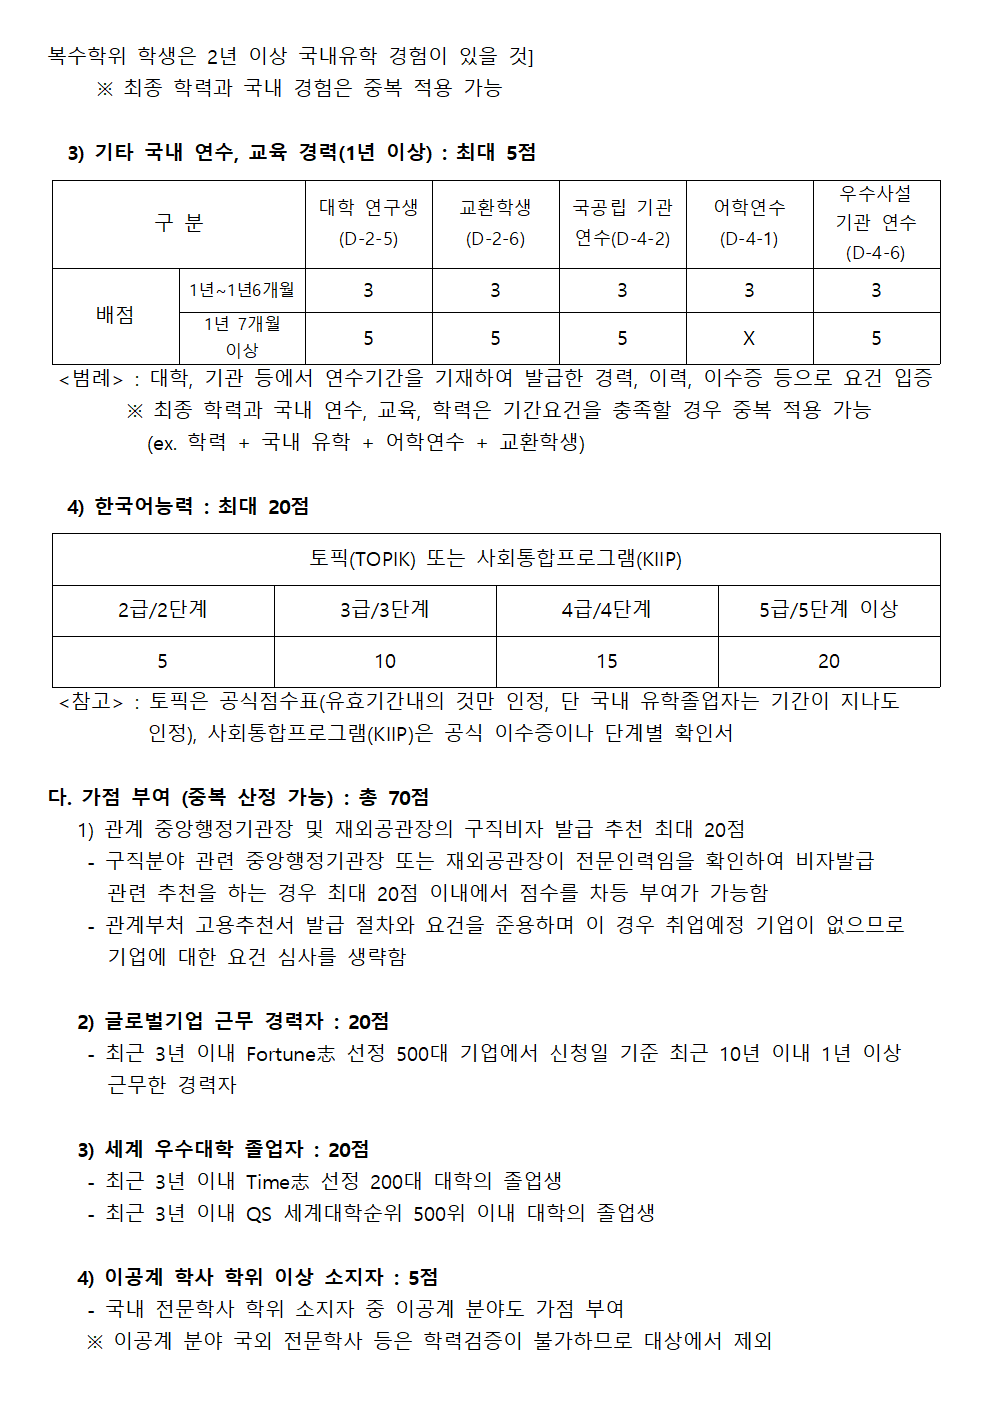 복수학위 학생은 2년 이상 국내유학 경험이 있을 것]
※ 최종 학력과 국내 경험은 중복 적용 가능
3) 기타 국내 연수, 교육 경력(1년 이상) : 최대 5점
구 분
대학 연구생
(D-2-5)
교환학생
(D-2-6)
국공립 기관
연수(D-4-2)
어학연수
(D-4-1)
우수사설
기관 연수
(D-4-6)
배점
1년~1년6개월
3
3
3
3
3
1년 7개월
이상
5
5
5
X
5
<범례> : 대학, 기관 등에서 연수기간을 기재하여 발급한 경력, 이력, 이수증 등으로 요건 입증
※ 최종 학력과 국내 연수, 교육, 학력은 기간요건을 충족할 경우 중복 적용 가능
(ex. 학력 + 국내 유학 + 어학연수 + 교환학생)
4) 한국어능력 : 최대 20점
토픽(TOPIK) 또는 사회통합프로그램(KIIP)
2급/2단계
3급/3단계
4급/4단계
5급/5단계 이상
5
10
15
20
<참고> : 토픽은 공식점수표(유효기간내의 것만 인정, 단 국내 유학졸업자는 기간이 지나도
인정), 사회통합프로그램(KIIP)은 공식 이수증이나 단계별 확인서
다. 가점 부여 (중복 산정 가능) : 총 70점
1) 관계 중앙행정기관장 및 재외공관장의 구직비자 발급 추천 최대 20점
- 구직분야 관련 중앙행정기관장 또는 재외공관장이 전문인력임을 확인하여 비자발급
관련 추천을 하는 경우 최대 20점 이내에서 점수를 차등 부여가 가능함
- 관계부처 고용추천서 발급 절차와 요건을 준용하며 이 경우 취업예정 기업이 없으므로
기업에 대한 요건 심사를 생략함
2) 글로벌기업 근무 경력자 : 20점
- 최근 3년 이내 Fortune志 선정 500대 기업에서 신청일 기준 최근 10년 이내 1년 이상
근무한 경력자
3) 세계 우수대학 졸업자 : 20점
- 최근 3년 이내 Time志 선정 200대 대학의 졸업생
- 최근 3년 이내 QS 세계대학순위 500위 이내 대학의 졸업생
4) 이공계 학사 학위 이상 소지자 : 5점
- 국내 전문학사 학위 소지자 중 이공계 분야도 가점 부여
※ 이공계 분야 국외 전문학사 등은 학력검증이 불가하므로 대상에서 제외